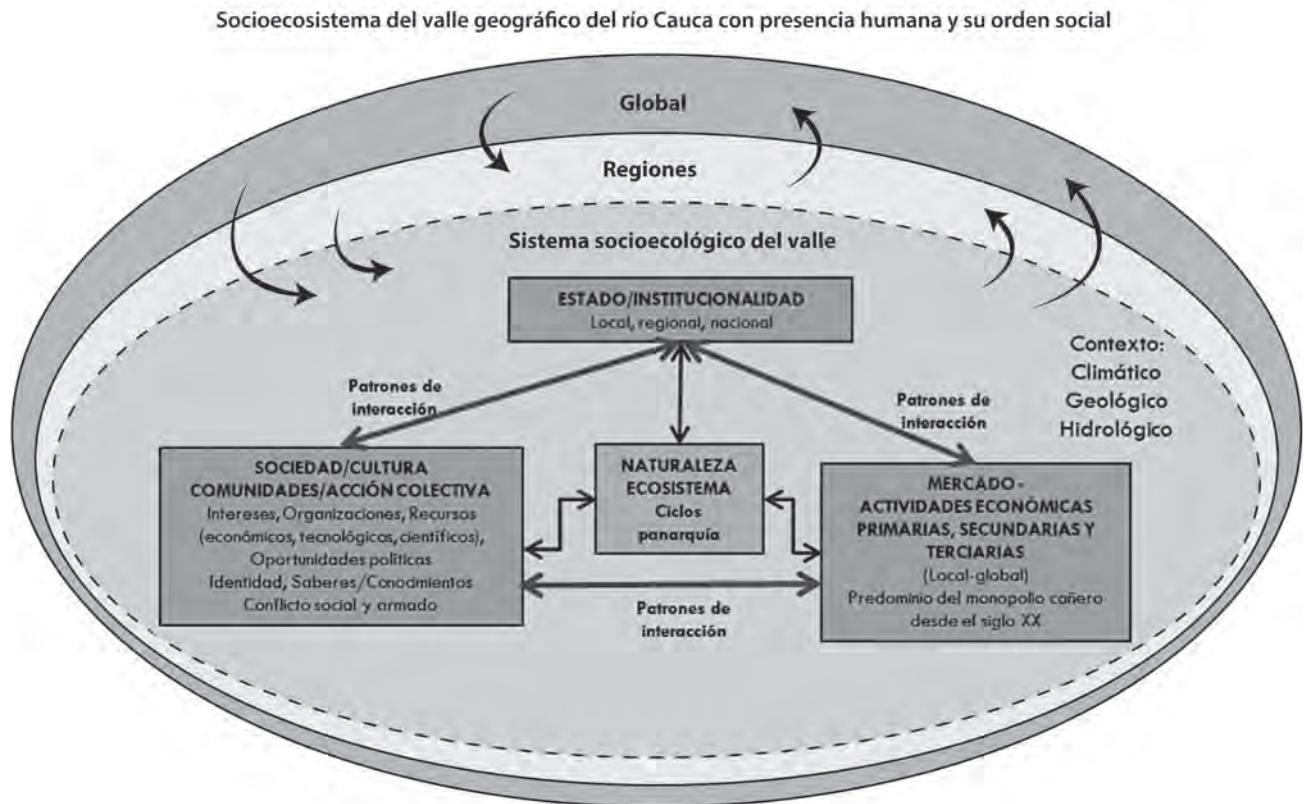 Socioecosistema del valle geográfico del río Cauca con presencia humana y su orden social
Global
Regiones
Sistema socioecológico del valle
ESTADO/INSTITUCIONALIDAD
Local, regional, nacional
Contexto:
Climático
Geológico
Hidrológico
Patrones de
interacción
Patrones de
interacción
SOCIEDAD/CULTURA
COMUNIDADES/ACCIÓN COLECTIVA
Intereses, Organizaciones, Recursos
(económicos, tecnológicos, científicos),
Oportunidades políticas
Identidad, Saberes/Conocimientos
Conflicto social y armado
NATURALEZA
ECOSISTEMA
Ciclos
panarquía
MERCADO -
ACTIVIDADES ECONÓMICAS
PRIMARIAS, SECUNDARIAS Y
TERCIARIAS
(Local-global)
Predominio del monopolio cañero
desde el siglo XX
Patrones de
interacción